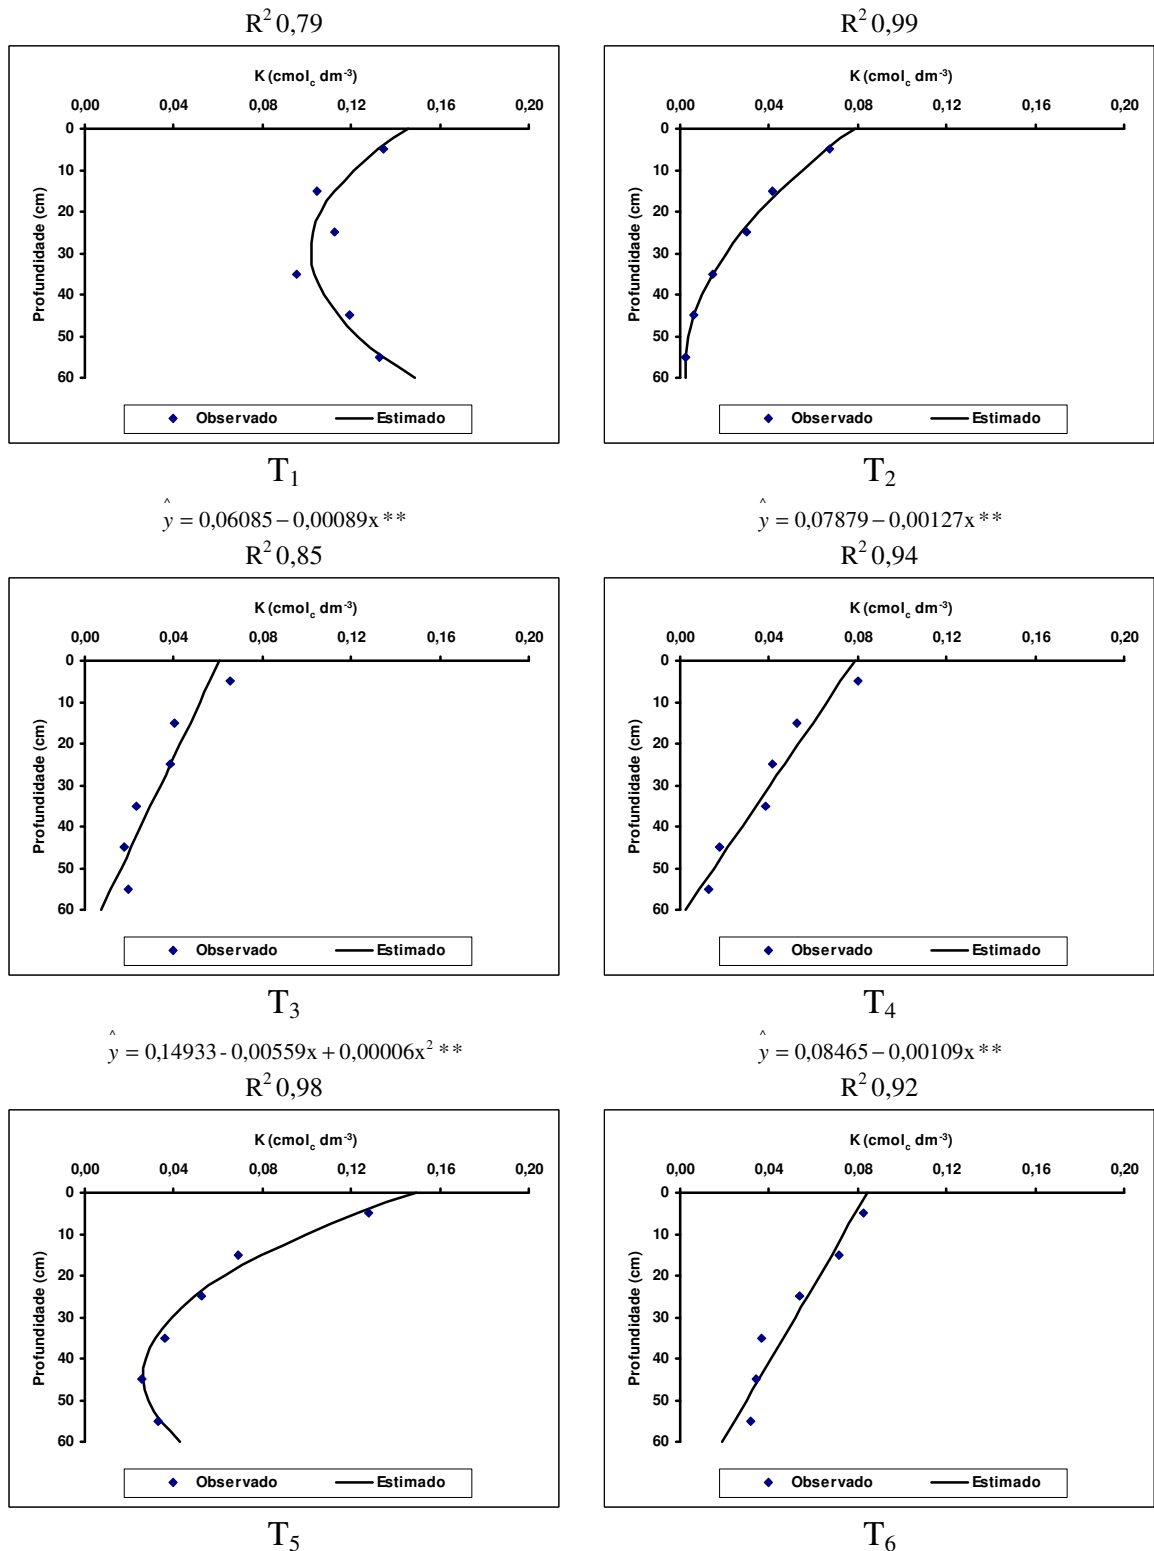 R² 0,79
R² 0,99
K (cmol_c dm⁻³)
0,00 0,04 0,08 0,12 0,16 0,20
0
10
20
30
40
50
60
Profundidade (cm)
Observado Estimado
K (cmol_c dm⁻³)
0,00 0,04 0,08 0,12 0,16 0,20
0
10
20
30
40
50
60
Profundidade (cm)
Observado Estimado
T₁
T₂
ŷ = 0,06085 − 0,00089x **
ŷ = 0,07879 − 0,00127x **
R² 0,85
R² 0,94
K (cmol_c dm⁻³)
0,00 0,04 0,08 0,12 0,16 0,20
0
10
20
30
40
50
60
Profundidade (cm)
Observado Estimado
K (cmol_c dm⁻³)
0,00 0,04 0,08 0,12 0,16 0,20
0
10
20
30
40
50
60
Profundidade (cm)
Observado Estimado
T₃
T₄
ŷ = 0,14933 - 0,00559x + 0,00006x² **
ŷ = 0,08465 − 0,00109x **
R² 0,98
R² 0,92
K (cmol_c dm⁻³)
0,00 0,04 0,08 0,12 0,16 0,20
0
10
20
30
40
50
60
Profundidade (cm)
Observado Estimado
K (cmol_c dm⁻³)
0,00 0,04 0,08 0,12 0,16 0,20
0
10
20
30
40
50
60
Profundidade (cm)
Observado Estimado
T₅
T₆